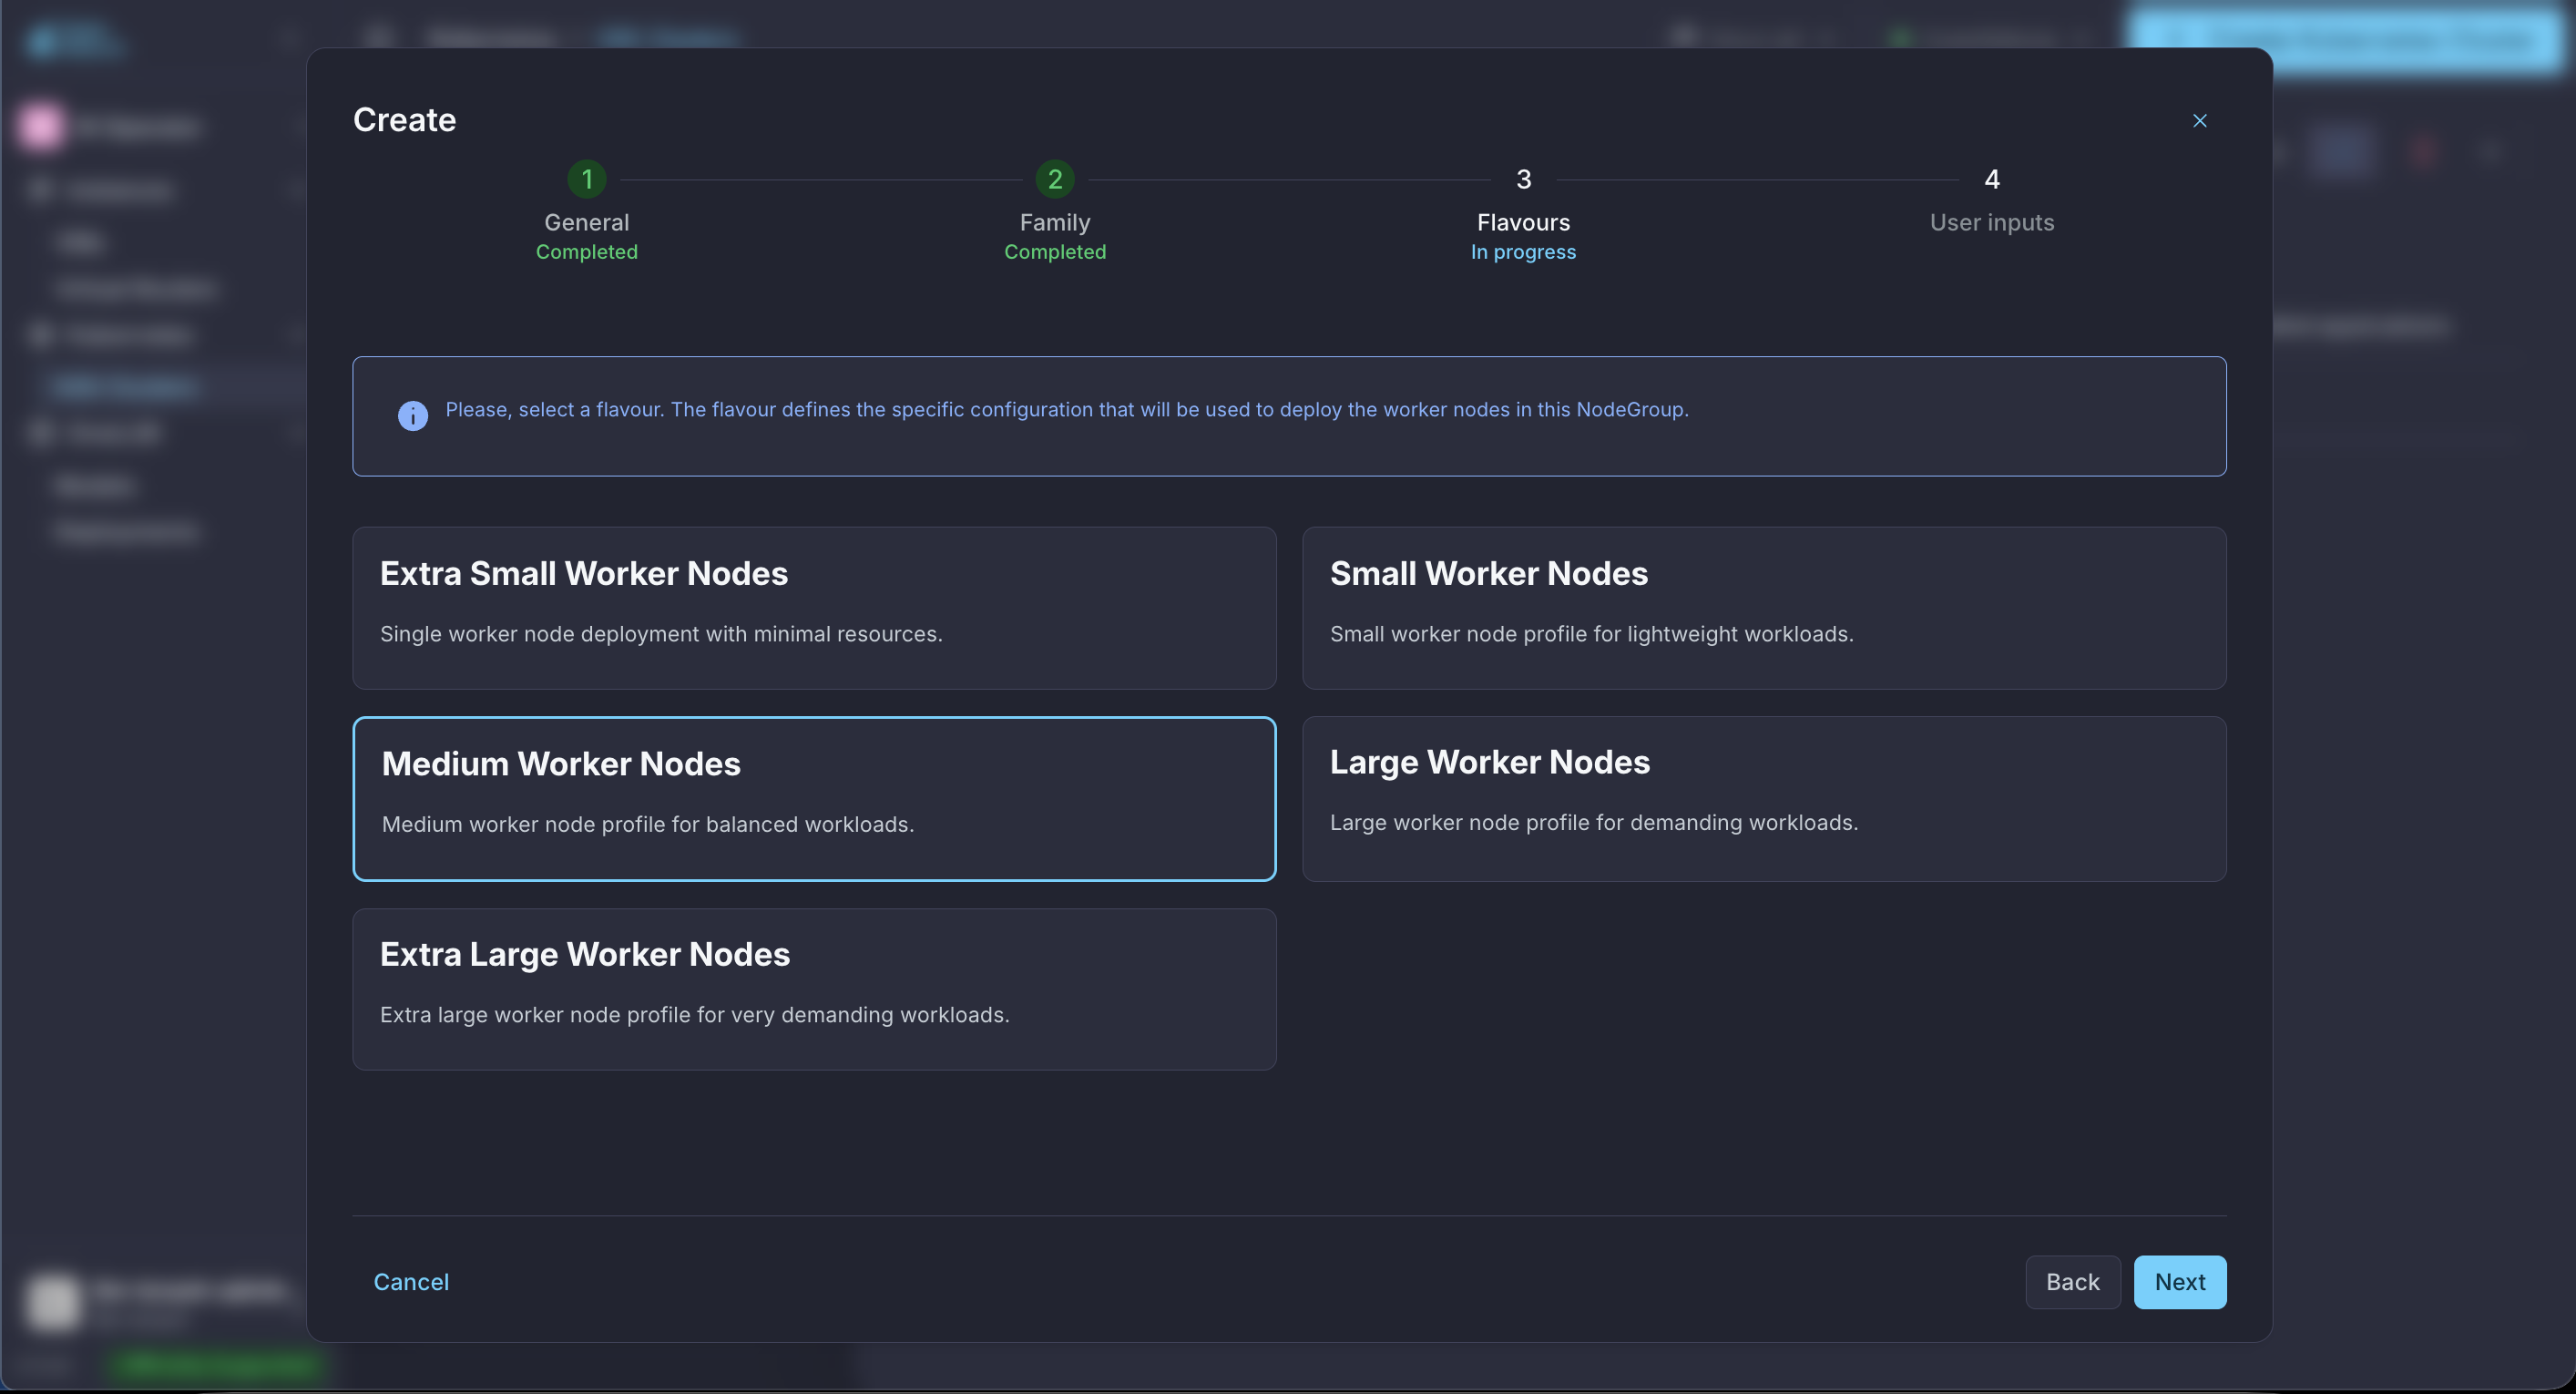 Create
1
General
Completed
2
Family
Completed
3
Flavours
In progress
4
User inputs
Please, select a flavour. The flavour defines the specific configuration that will be used to deploy the worker nodes in this NodeGroup.
Extra Small Worker Nodes
Single worker node deployment with minimal resources.
Small Worker Nodes
Small worker node profile for lightweight workloads.
Medium Worker Nodes
Medium worker node profile for balanced workloads.
Large Worker Nodes
Large worker node profile for demanding workloads.
Extra Large Worker Nodes
Extra large worker node profile for very demanding workloads.
Cancel
Back
Next